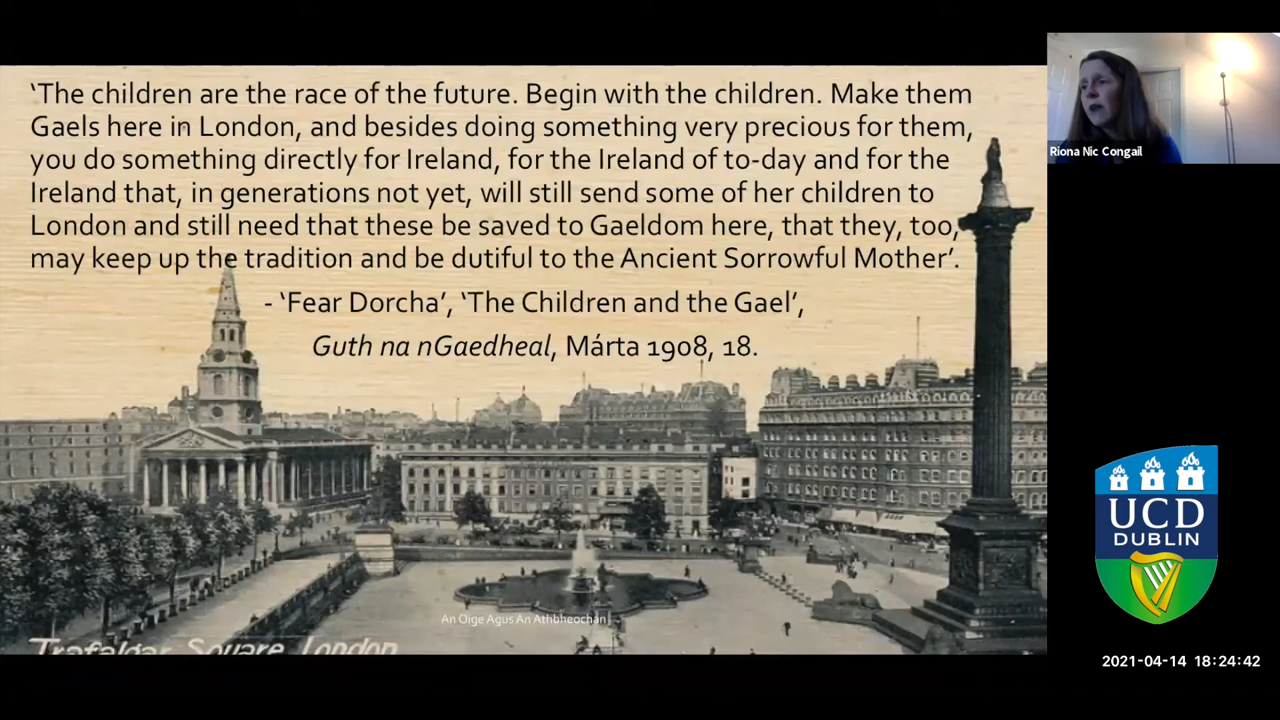 ‘The children are the race of the future. Begin with the children. Make them
Gaels here in London, and besides doing something very precious for them,
you do something directly for Ireland, for the Ireland of to-day and for the
Ireland that, in generations not yet, will still send some of her children to
London and still need that these be saved to Gaeldom here, that they, too,
may keep up the tradition and be dutiful to the Ancient Sorrowful Mother’.
- ‘Fear Dorcha’, ‘The Children and the Gael’,
Guth na nGaedheal, Márta 1908, 18.
An Oige Agus An Athbheochan
Trafalgar Square London
Riona Nic Congail
UCD
DUBLIN
2021-04-14 18:24:42